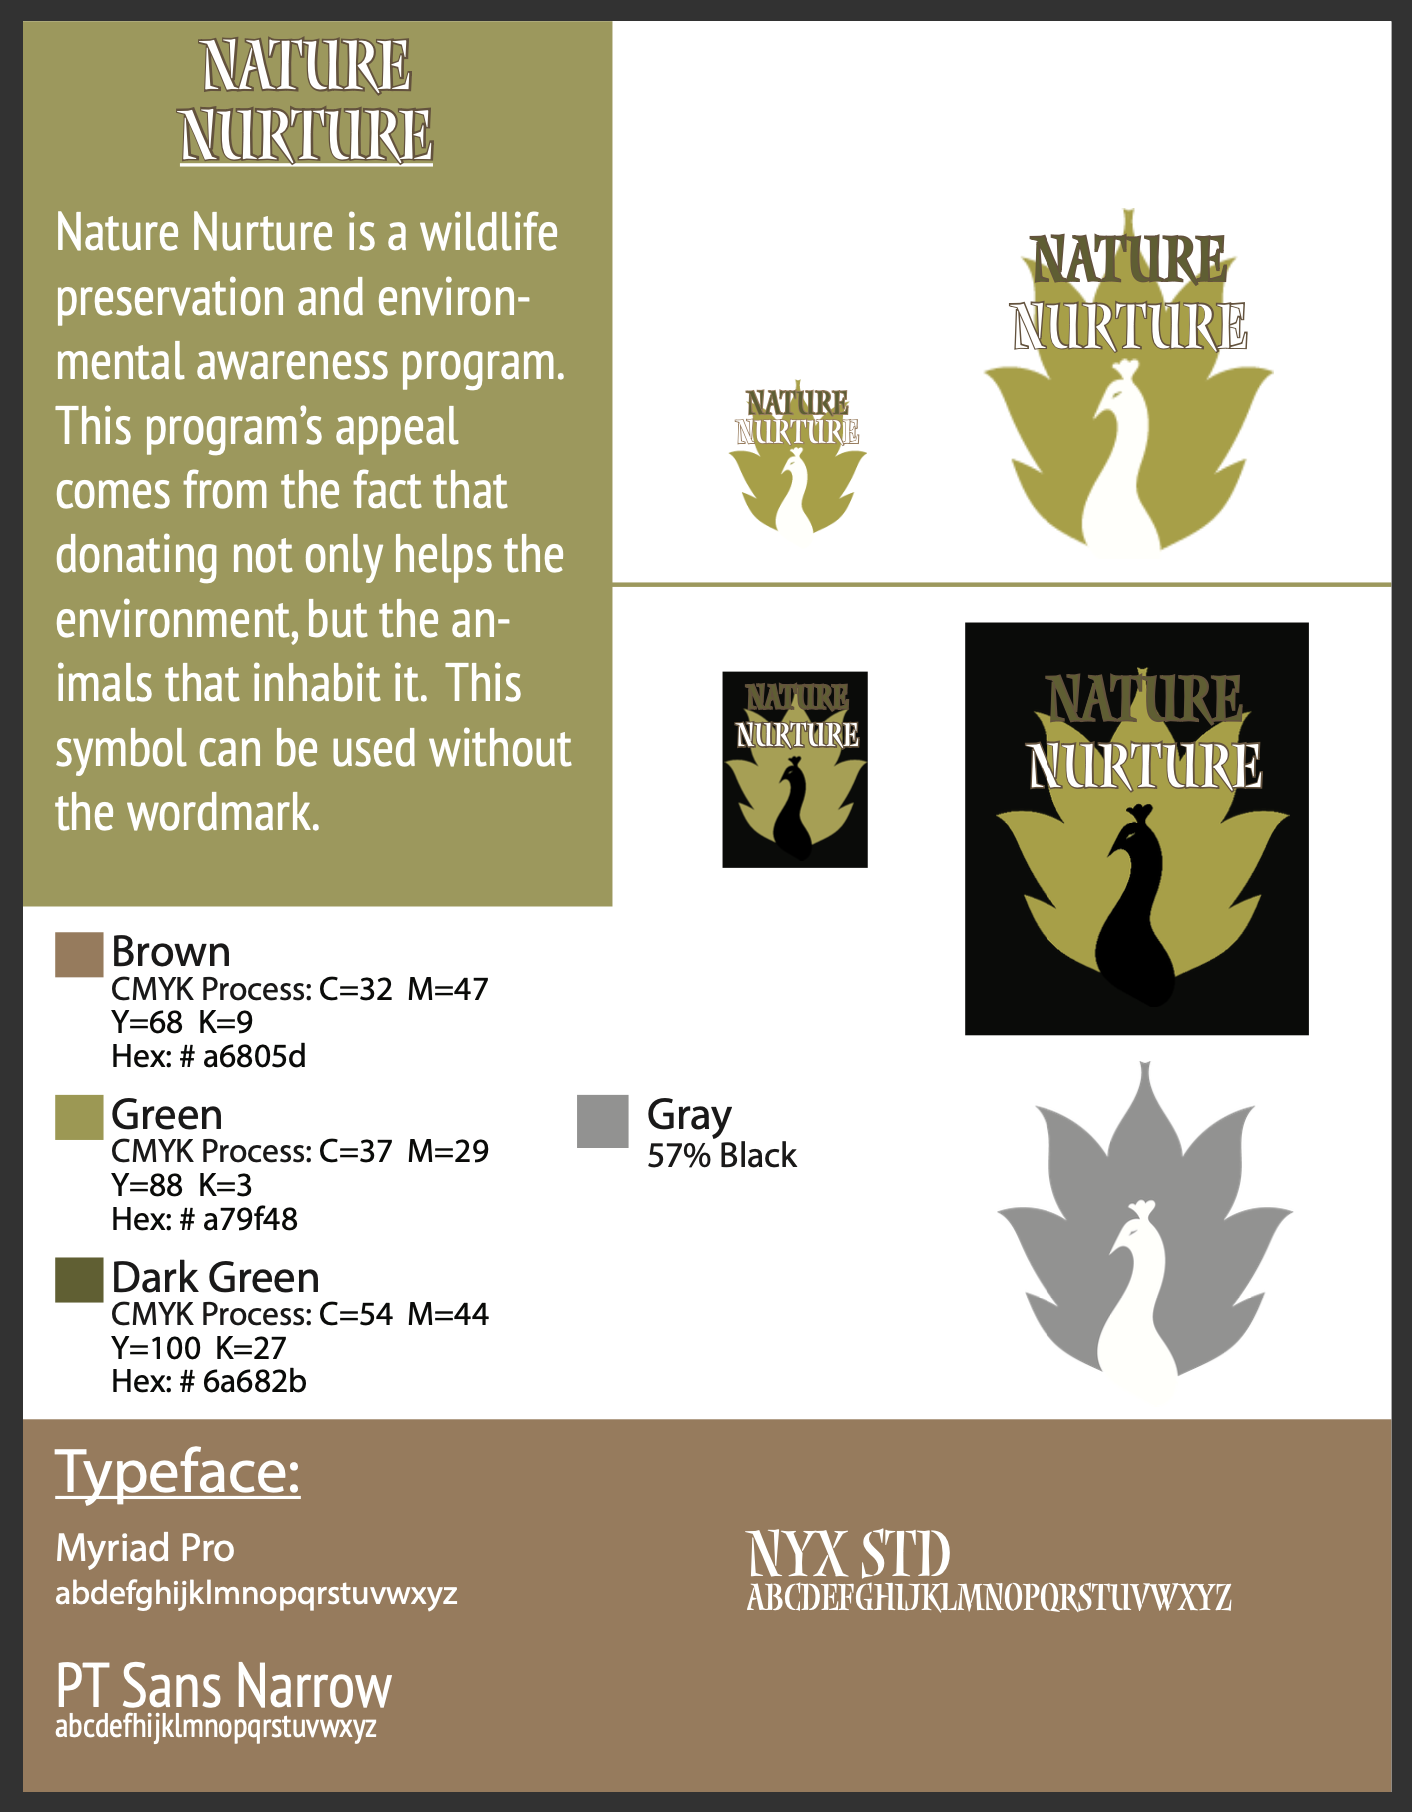 NATURE
NURTURE
Nature Nurture is a wildlife
preservation and environ-
mental awareness program.
This program’s appeal
comes from the fact that
donating not only helps the
environment, but the an-
imals that inhabit it.  This
symbol can be used without
the wordmark.
NATURE
NURTURE
NATURE
NURTURE
NATURE
NURTURE
NATURE
NURTURE
Brown
CMYK Process: C=32  M=47
Y=68  K=9
Hex: # a6805d
Green
CMYK Process: C=37  M=29
Y=88  K=3
Hex: # a79f48
Gray
57% Black
Dark Green
CMYK Process: C=54  M=44
Y=100  K=27
Hex: # 6a682b
Typeface:
Myriad Pro
abdefghijklmnopqrstuvwxyz
NYX STD
ABCDEFGHIJKLMNOPQRSTUVWXYZ
PT Sans Narrow
abcdefhijklmnopqrstuvwxyz